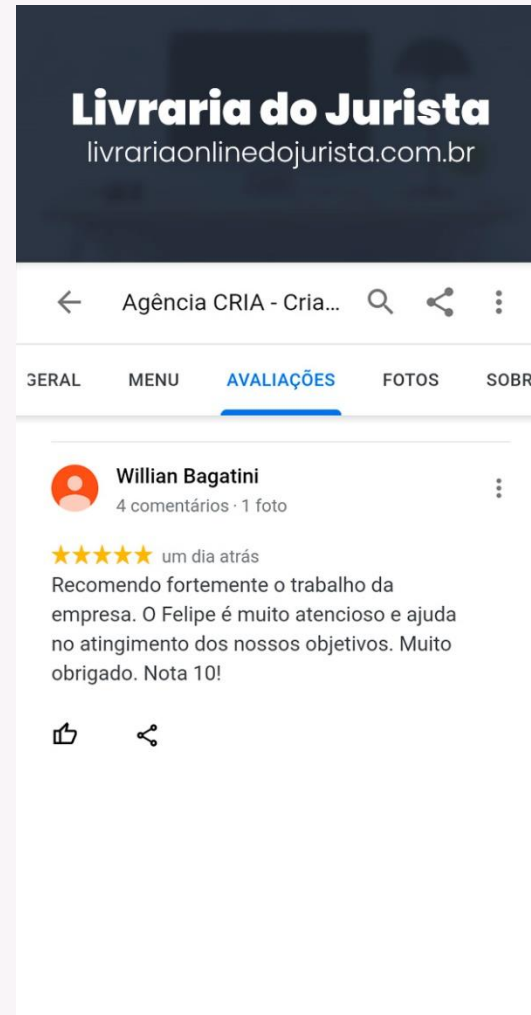 Livraria do Jurista
livrariaonlinedojurista.com.br
Agência CRIA - Cria...
GERAL MENU AVALIAÇÕES FOTOS SOBR
Willian Bagatini
4 comentários · 1 foto
um dia atrás
Recomendo fortemente o trabalho da
empresa. O Felipe é muito atencioso e ajuda
no atingimento dos nossos objetivos. Muito
obrigado. Nota 10!